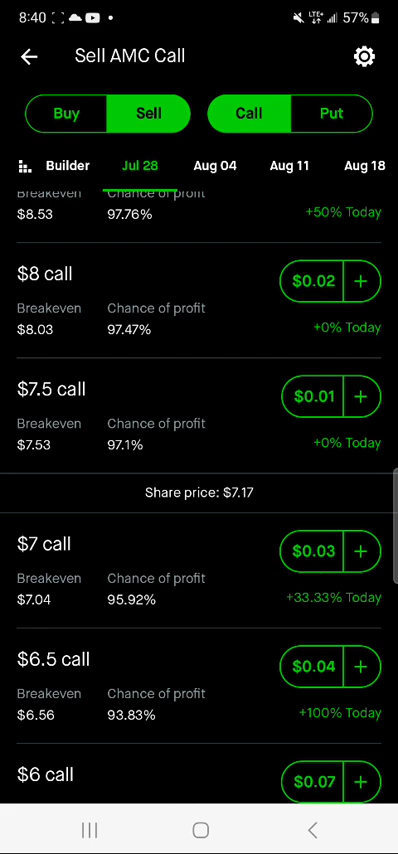 8:40 LTE+ 57%
Sell AMC Call
Buy Sell Call Put
Builder Jul 28 Aug 04 Aug 11 Aug 18
Breakeven Chance of profit
$8.53 97.76% +50% Today
$8 call $0.02 +
Breakeven Chance of profit
$8.03 97.47% +0% Today
$7.5 call $0.01 +
Breakeven Chance of profit
$7.53 97.1% +0% Today
Share price: $7.17
$7 call $0.03 +
Breakeven Chance of profit
$7.04 95.92% +33.33% Today
$6.5 call $0.04 +
Breakeven Chance of profit
$6.56 93.83% +100% Today
$6 call $0.07 +